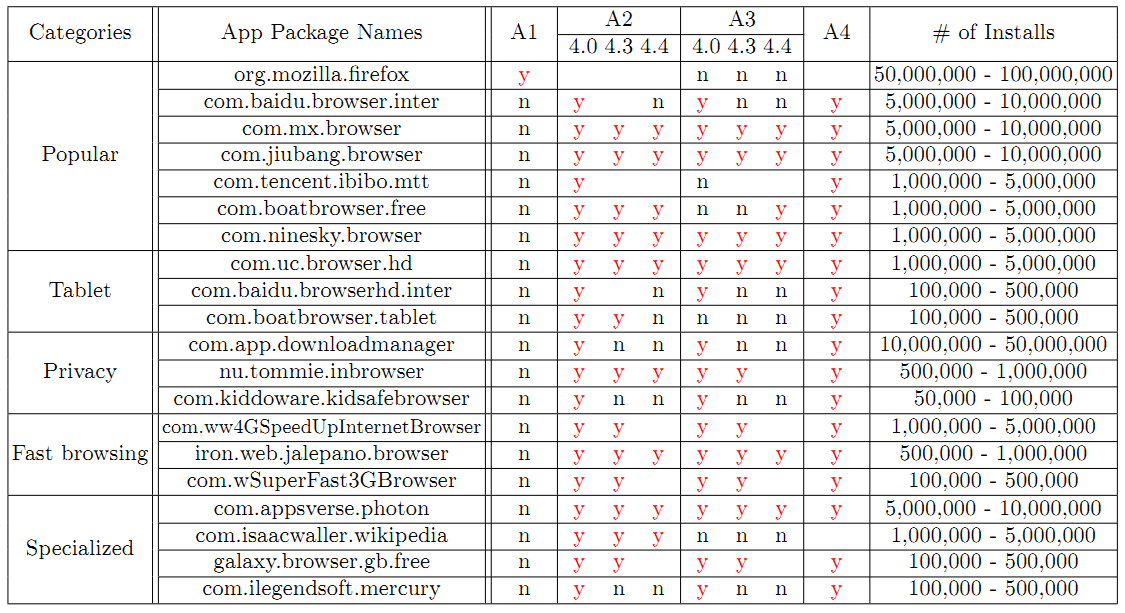 Categories App Package Names A1 A2 A3 A4 # of Installs
4.0 4.3 4.4 4.0 4.3 4.4
Popular
org.mozilla.firefox y n n n 50,000,000 - 100,000,000
com.baidu.browser.inter n y n y n n y 5,000,000 - 10,000,000
com.mx.browser n y y y y y y y 5,000,000 - 10,000,000
com.jiubang.browser n y y y y y y y 5,000,000 - 10,000,000
com.tencent.ibibo.mtt n y n y 1,000,000 - 5,000,000
com.boatbrowser.free n y y y n n y y 1,000,000 - 5,000,000
com.ninesky.browser n y y y y y y y 1,000,000 - 5,000,000
Tablet
com.uc.browser.hd n y y y y y y y 1,000,000 - 5,000,000
com.baidu.browserhd.inter n y n y n n y 100,000 - 500,000
com.boatbrowser.tablet n y y n n n n y 100,000 - 500,000
Privacy
com.app.downloadmanager n y n n y n n y 10,000,000 - 50,000,000
nu.tommie.inbrowser n y y y y y y 500,000 - 1,000,000
com.kiddoware.kidsafebrowser n y n n y n n y 50,000 - 100,000
Fast browsing
com.ww4GSpeedUpInternetBrowser n y y y y y 1,000,000 - 5,000,000
iron.web.jalepano.browser n y y y y y y y 500,000 - 1,000,000
com.wSuperFast3GBrowser n y y y y y 100,000 - 500,000
Specialized
com.appsverse.photon n y y y y y y y 5,000,000 - 10,000,000
com.isaacwaller.wikipedia n y y y n n n 1,000,000 - 5,000,000
galaxy.browser.gb.free n y y y y y 100,000 - 500,000
com.ilegendsoft.mercury n y n n y n n y 100,000 - 500,000